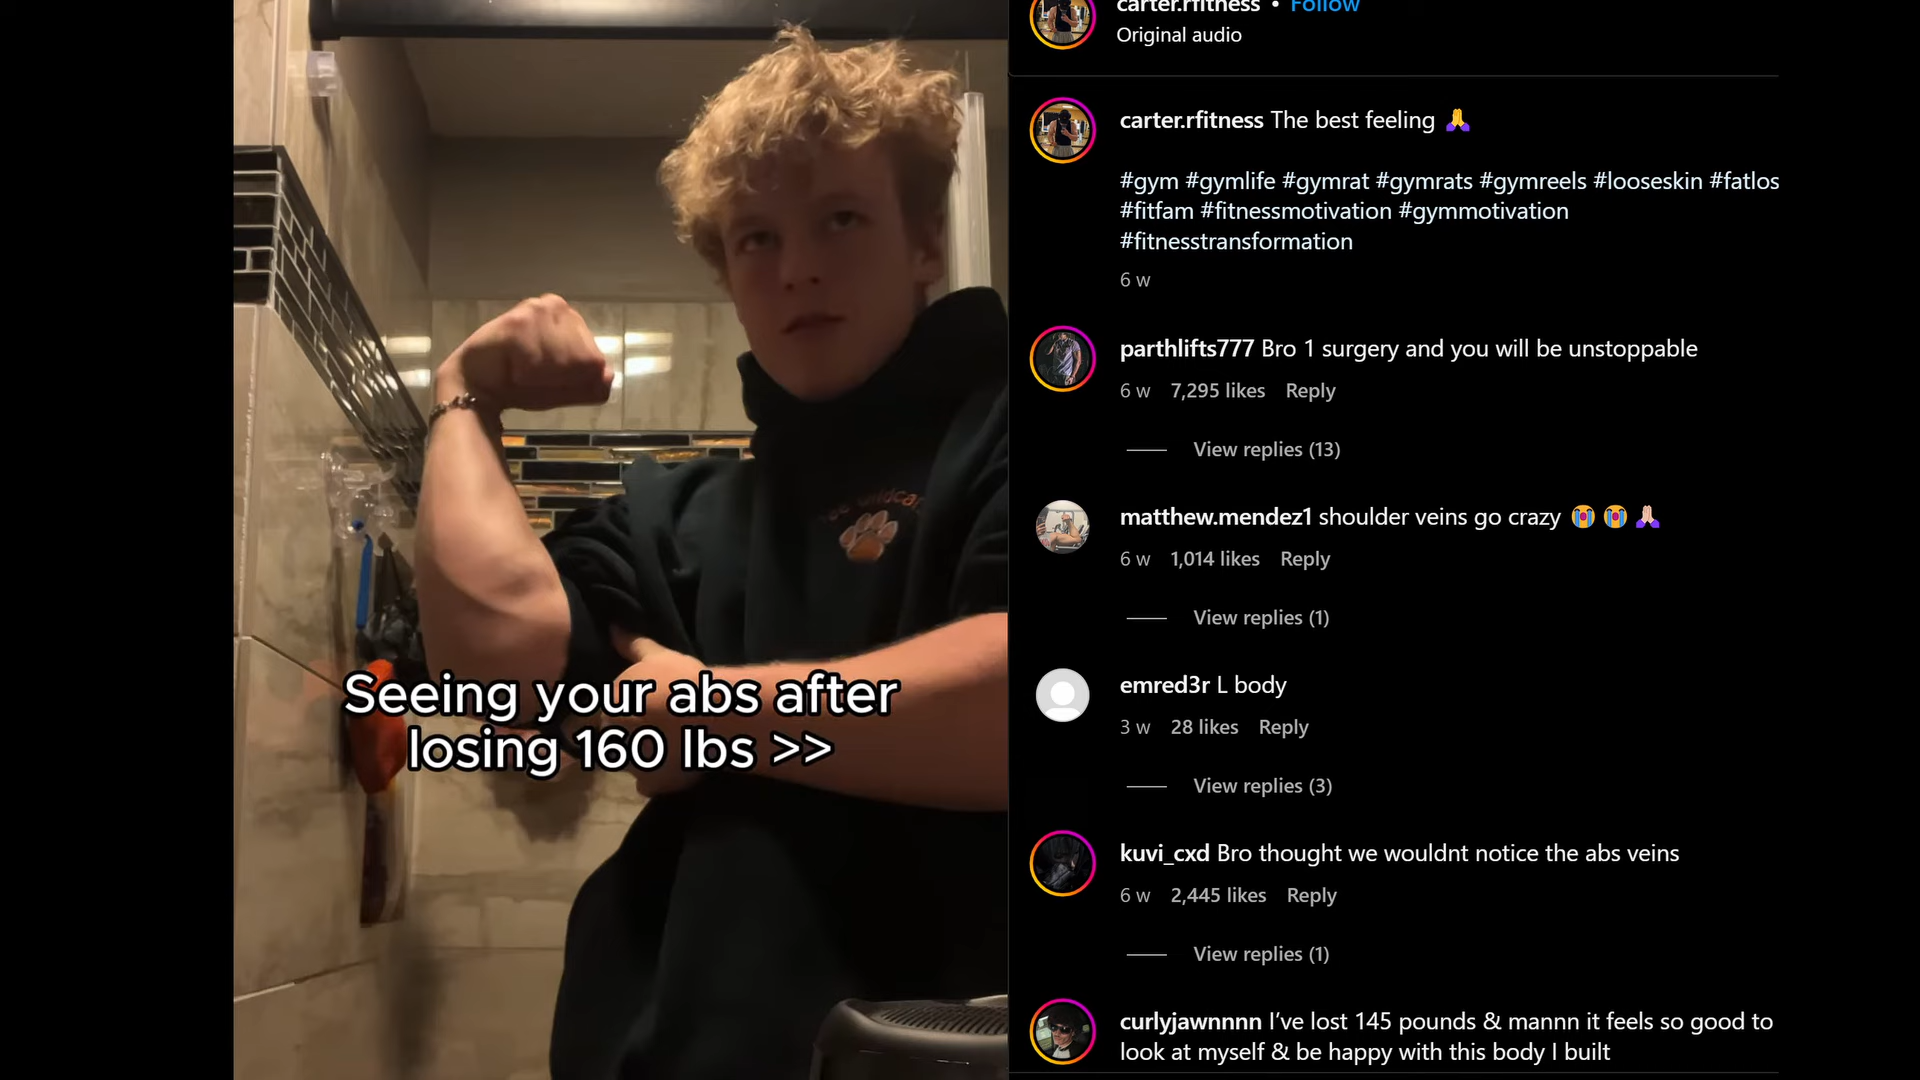 carter.rfitness • Follow
Original audio
carter.rfitness The best feeling 🙏
#gym #gymlife #gymrat #gymrats #gymreels #looseskin #fatlos
#fitfam #fitnessmotivation #gymmotivation
#fitnesstransformation
6 w
parthlifts777 Bro 1 surgery and you will be unstoppable
6 w 7,295 likes Reply
View replies (13)
matthew.mendez1 shoulder veins go crazy 😭😭🙏🏻
6 w 1,014 likes Reply
View replies (1)
emred3r L body
3 w 28 likes Reply
View replies (3)
kuvi_cxd Bro thought we wouldnt notice the abs veins
6 w 2,445 likes Reply
View replies (1)
curlyjawnnnn I’ve lost 145 pounds & mannn it feels so good to
look at myself & be happy with this body I built
Seeing your abs after
losing 160 lbs >>